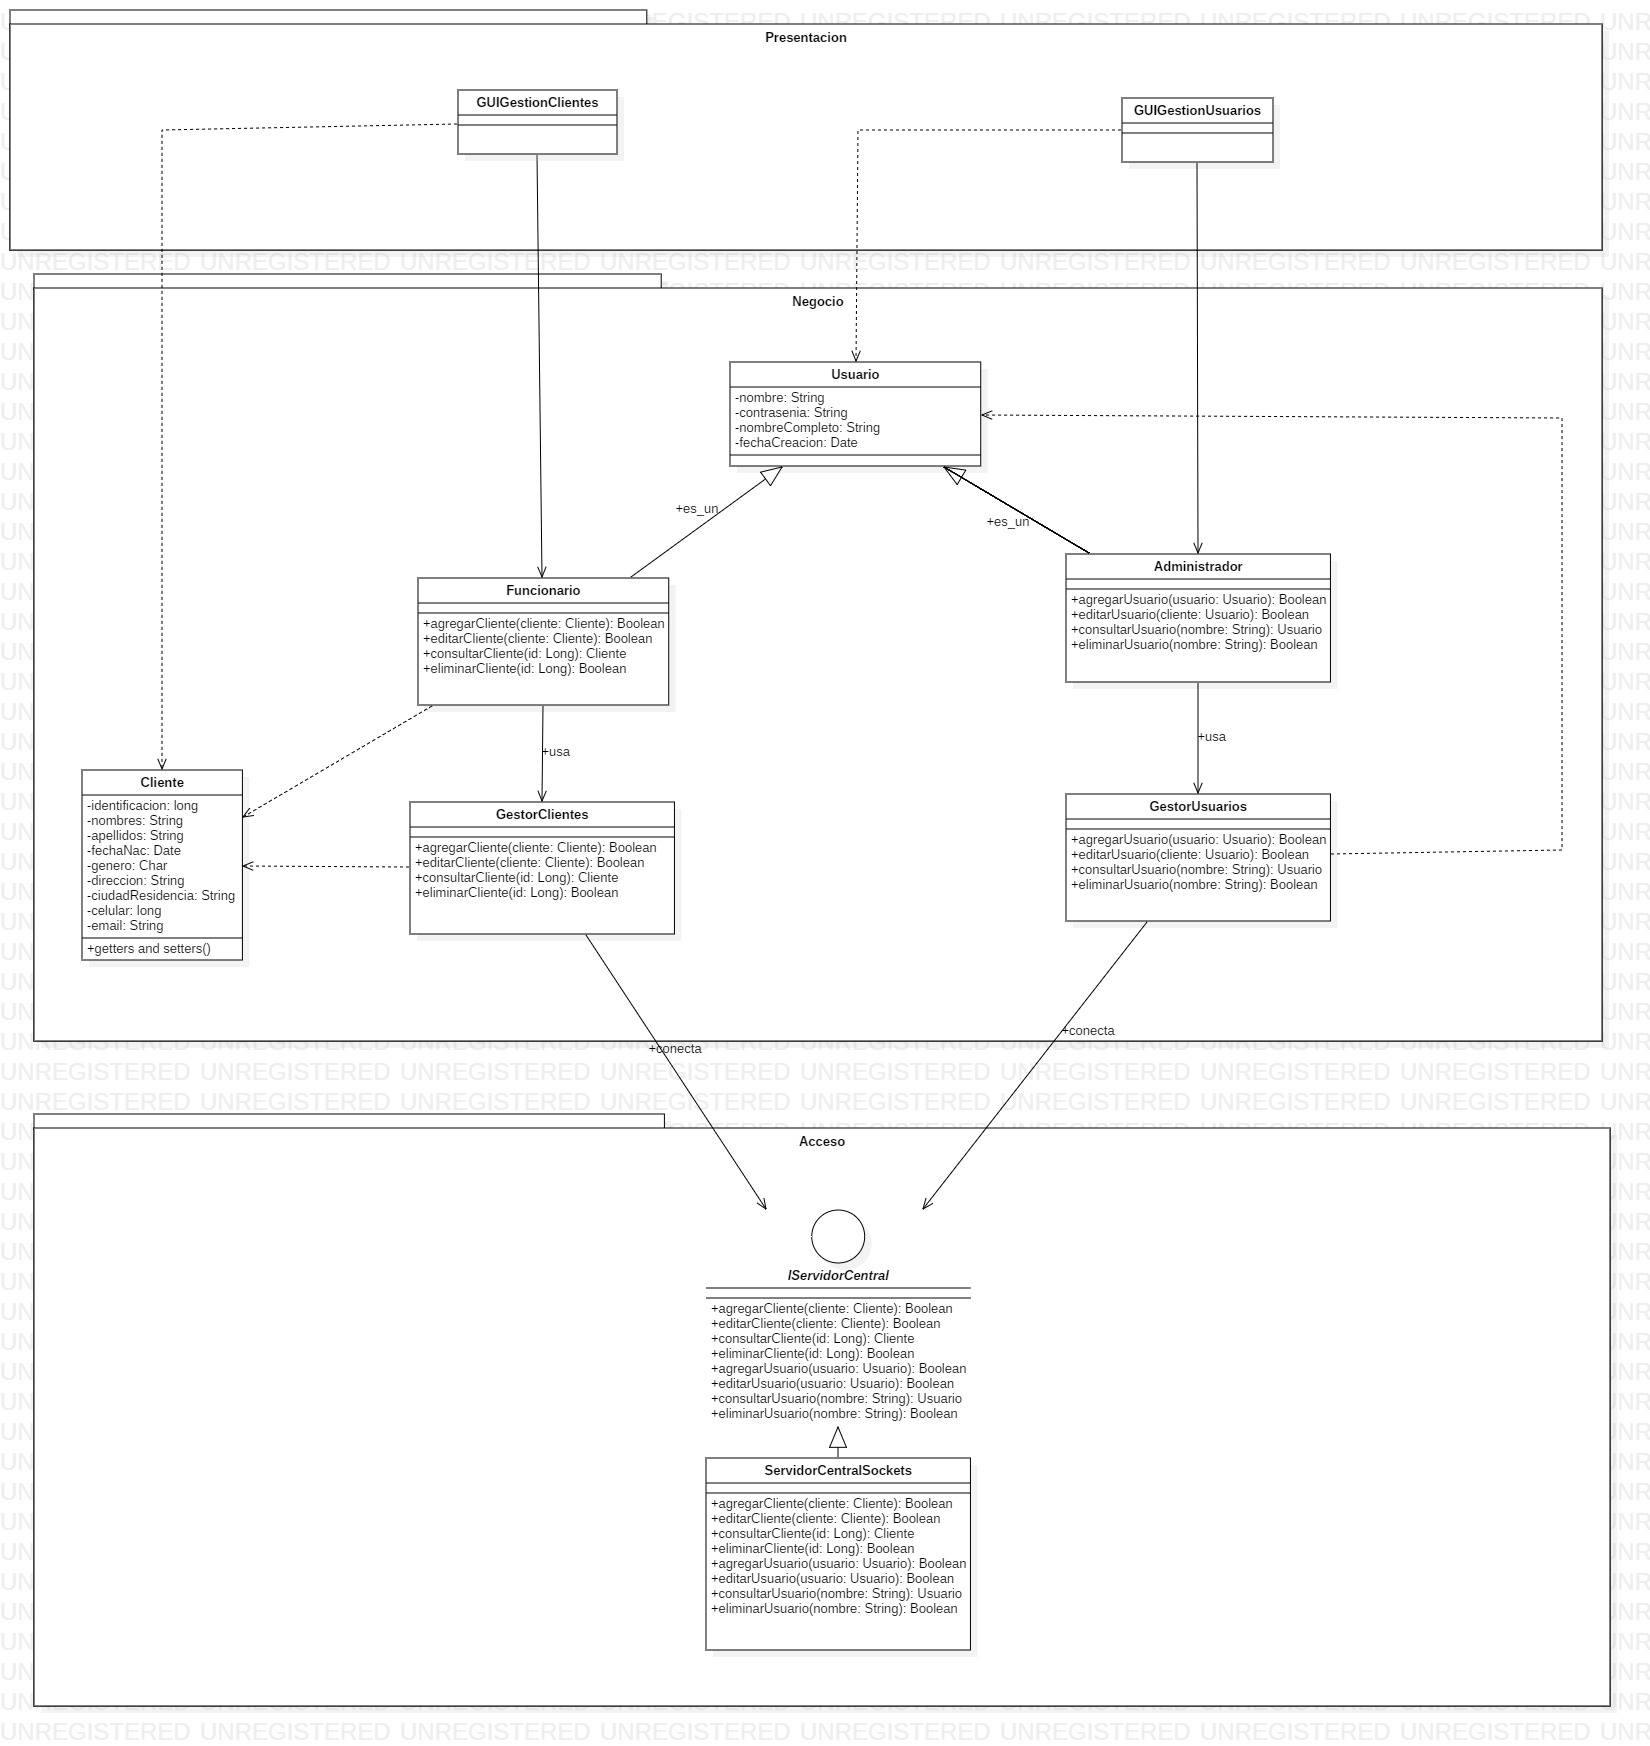 Presentacion
GUIGestionClientes
GUIGestionUsuarios
Negocio
Usuario
-nombre: String
-contrasenia: String
-nombreCompleto: String
-fechaCreacion: Date
+es_un
+es_un
Funcionario
+agregarCliente(cliente: Cliente): Boolean
+editarCliente(cliente: Cliente): Boolean
+consultarCliente(id: Long): Cliente
+eliminarCliente(id: Long): Boolean
Administrador
+agregarUsuario(usuario: Usuario): Boolean
+editarUsuario(cliente: Usuario): Boolean
+consultarUsuario(nombre: String): Usuario
+eliminarUsuario(nombre: String): Boolean
+usa
+usa
Cliente
-identificacion: long
-nombres: String
-apellidos: String
-fechaNac: Date
-genero: Char
-direccion: String
-ciudadResidencia: String
-celular: long
-email: String
+getters and setters()
GestorClientes
+agregarCliente(cliente: Cliente): Boolean
+editarCliente(cliente: Cliente): Boolean
+consultarCliente(id: Long): Cliente
+eliminarCliente(id: Long): Boolean
GestorUsuarios
+agregarUsuario(usuario: Usuario): Boolean
+editarUsuario(cliente: Usuario): Boolean
+consultarUsuario(nombre: String): Usuario
+eliminarUsuario(nombre: String): Boolean
+conecta
+conecta
Acceso
IServidorCentral
+agregarCliente(cliente: Cliente): Boolean
+editarCliente(cliente: Cliente): Boolean
+consultarCliente(id: Long): Cliente
+eliminarCliente(id: Long): Boolean
+agregarUsuario(usuario: Usuario): Boolean
+editarUsuario(usuario: Usuario): Boolean
+consultarUsuario(nombre: String): Usuario
+eliminarUsuario(nombre: String): Boolean
ServidorCentralSockets
+agregarCliente(cliente: Cliente): Boolean
+editarCliente(cliente: Cliente): Boolean
+consultarCliente(id: Long): Cliente
+eliminarCliente(id: Long): Boolean
+agregarUsuario(usuario: Usuario): Boolean
+editarUsuario(usuario: Usuario): Boolean
+consultarUsuario(nombre: String): Usuario
+eliminarUsuario(nombre: String): Boolean
UNREGISTERED UNREGISTERED UNREGISTERED UNREGISTERED UNREGISTERED UNREGISTERED UNREGISTERED UNREGISTERED